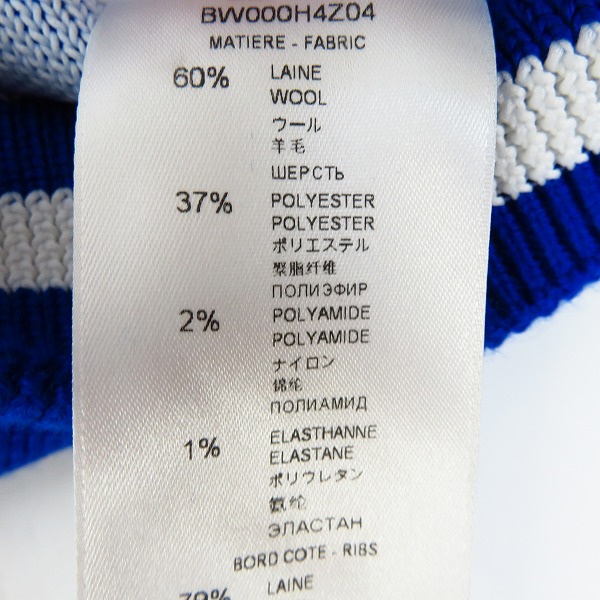 BW000H4Z04
MATIERE - FABRIC
60% LAINE
WOOL
ウール
羊毛
ШЕРСТЬ
37% POLYESTER
POLYESTER
ポリエステル
聚脂纤维
ПОЛИЭФИР
2% POLYAMIDE
POLYAMIDE
ナイロン
锦纶
ПОЛИАМИД
1% ELASTHANNE
ELASTANE
ポリウレタン
氨纶
ЭЛАСТАН
BORD COTE - RIBS
79% LAINE